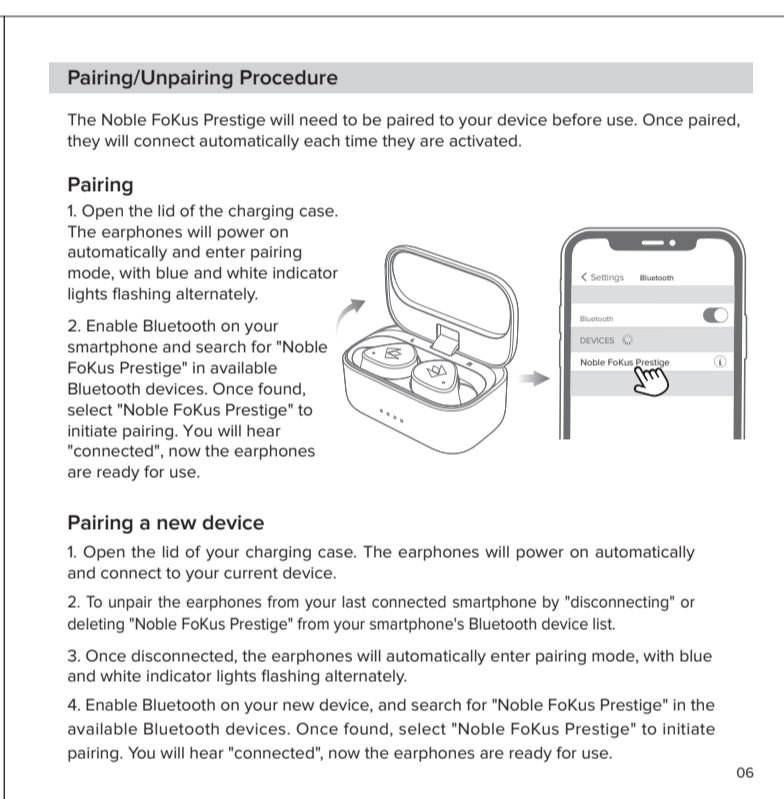 Pairing/Unpairing Procedure
The Noble FoKus Prestige will need to be paired to your device before use. Once paired,
they will connect automatically each time they are activated.
Pairing
1. Open the lid of the charging case.
The earphones will power on
automatically and enter pairing
mode, with blue and white indicator
lights flashing alternately.
2. Enable Bluetooth on your
smartphone and search for "Noble
FoKus Prestige" in available
Bluetooth devices. Once found,
select "Noble FoKus Prestige" to
initiate pairing. You will hear
"connected", now the earphones
are ready for use.
< Settings Bluetooth
Bluetooth
DEVICES
Noble FoKus Prestige i
Pairing a new device
1. Open the lid of your charging case. The earphones will power on automatically
and connect to your current device.
2. To unpair the earphones from your last connected smartphone by "disconnecting" or
deleting "Noble FoKus Prestige" from your smartphone's Bluetooth device list.
3. Once disconnected, the earphones will automatically enter pairing mode, with blue
and white indicator lights flashing alternately.
4. Enable Bluetooth on your new device, and search for "Noble FoKus Prestige" in the
available Bluetooth devices. Once found, select "Noble FoKus Prestige" to initiate
pairing. You will hear "connected", now the earphones are ready for use.
06